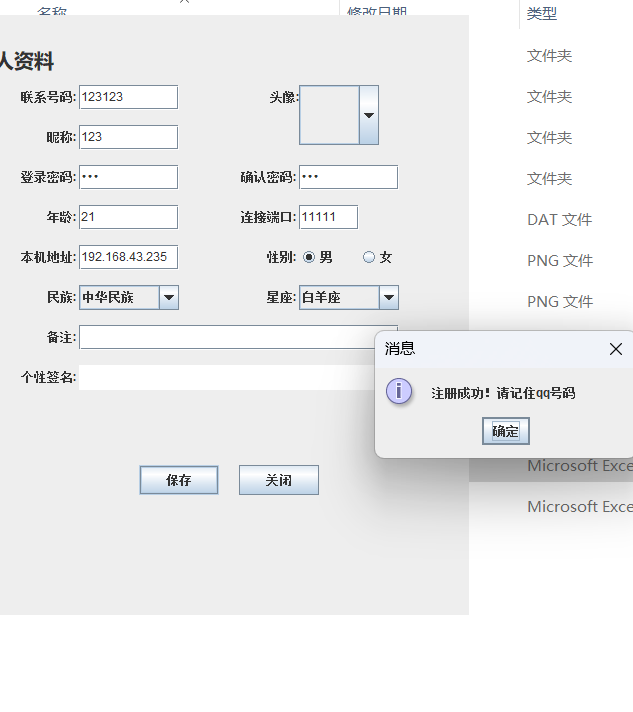 名称 修改日期 类型
人资料
文件夹
联系号码: 123123 头像:
文件夹
昵称: 123
文件夹
登录密码: ••• 确认密码: •••
文件夹
年龄: 21 连接端口: 11111
DAT 文件
本机地址: 192.168.43.235 性别: 男 女
PNG 文件
民族: 中华民族 星座: 白羊座
PNG 文件
备注:
消息
个性签名:
注册成功！请记住qq号码
确定
Microsoft Exce
保存 关闭
Microsoft Exce